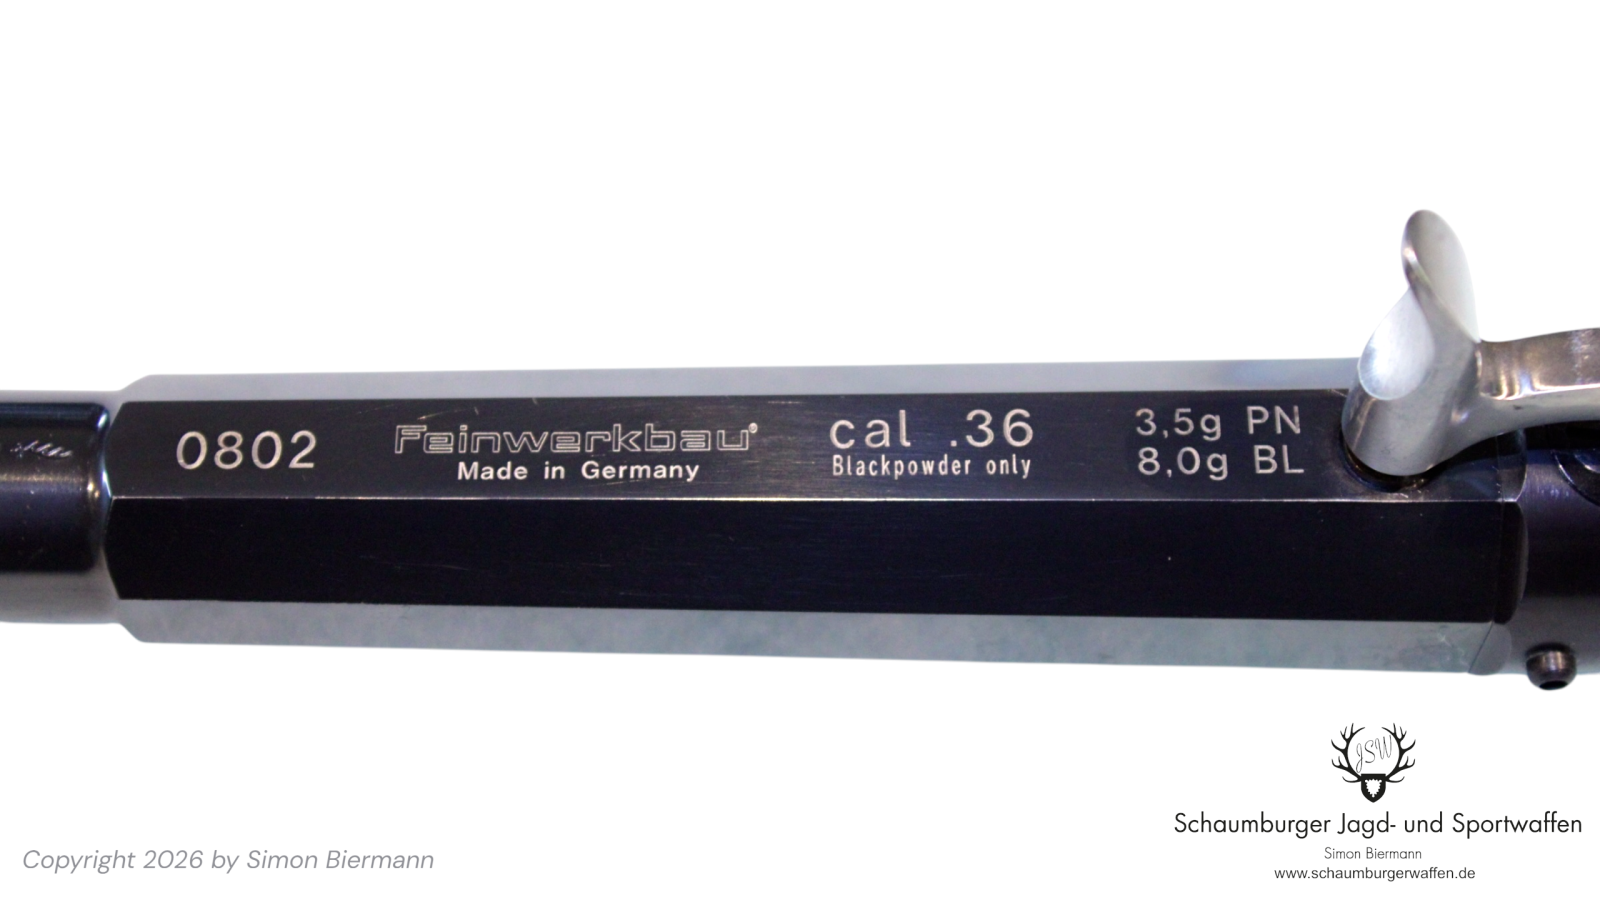 0802
Feinwerkbau®
Made in Germany
cal .36
Blackpowder only
3,5g PN
8,0g BL
JSW
Schaumburger Jagd- und Sportwaffen
Simon Biermann
www.schaumburgerwaffen.de
Copyright 2026 by Simon Biermann